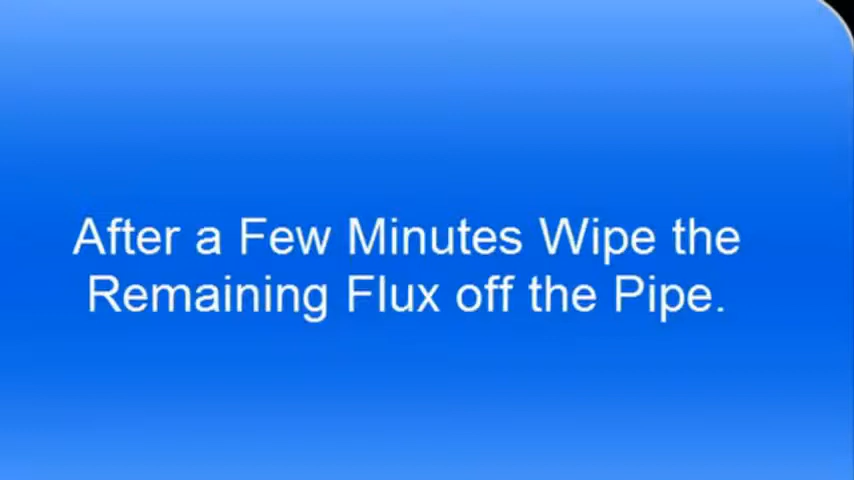 After a Few Minutes Wipe the
Remaining Flux off the Pipe.